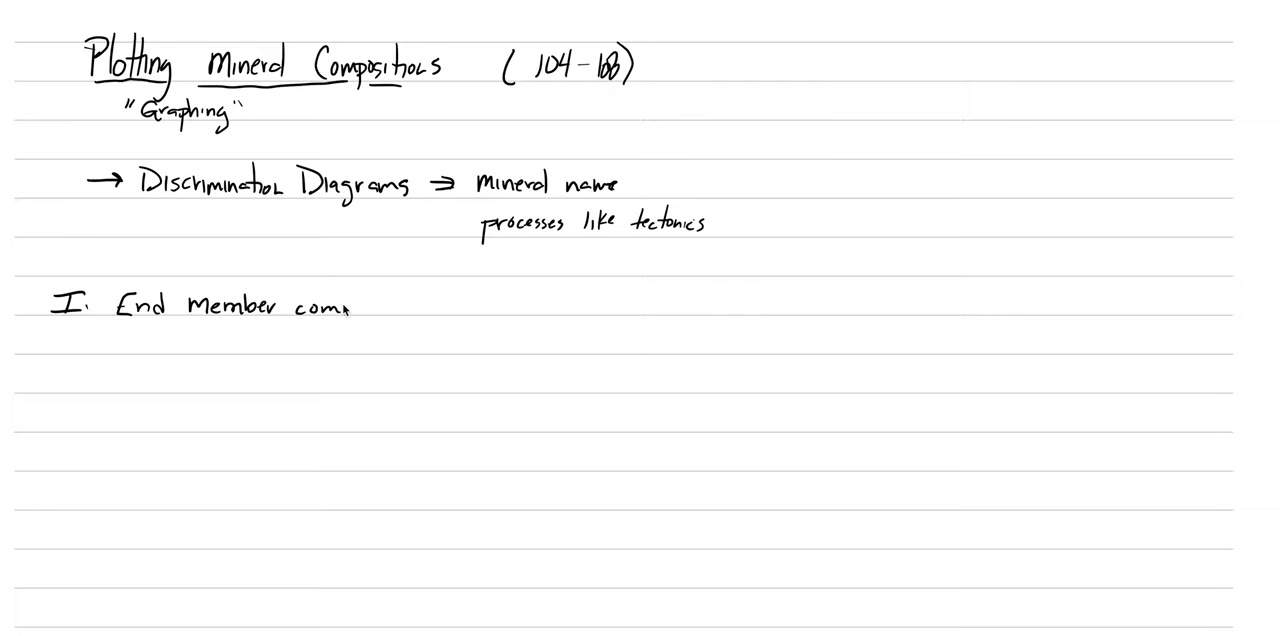 Plotting Mineral Compositions (104-108)
"Graphing"
→ Discrimination Diagrams ⇒ mineral name
processes like tectonics
I. End member com